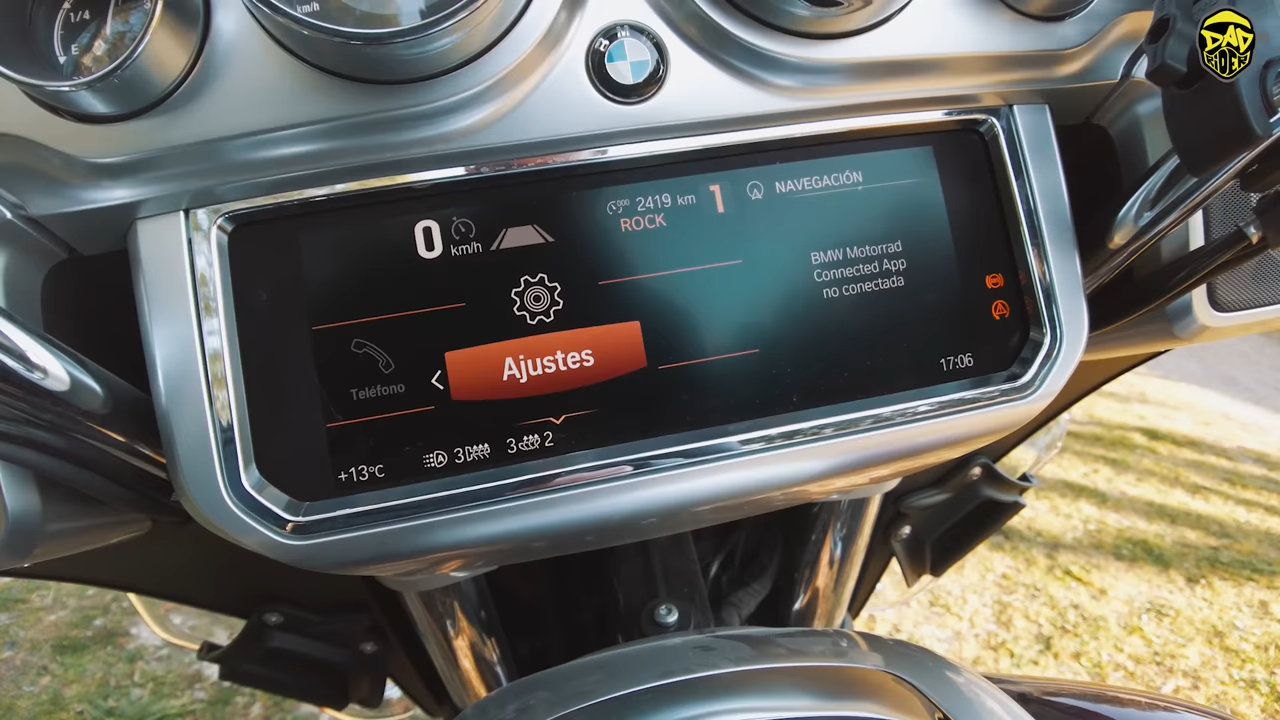 1/4
E
km/h
BMW
DAC
RIDER
0
km/h
2419 km
1
ROCK
NAVEGACIÓN
BMW Motorrad
Connected App
no conectada
Teléfono
Ajustes
17:06
+13°C
3
3 2